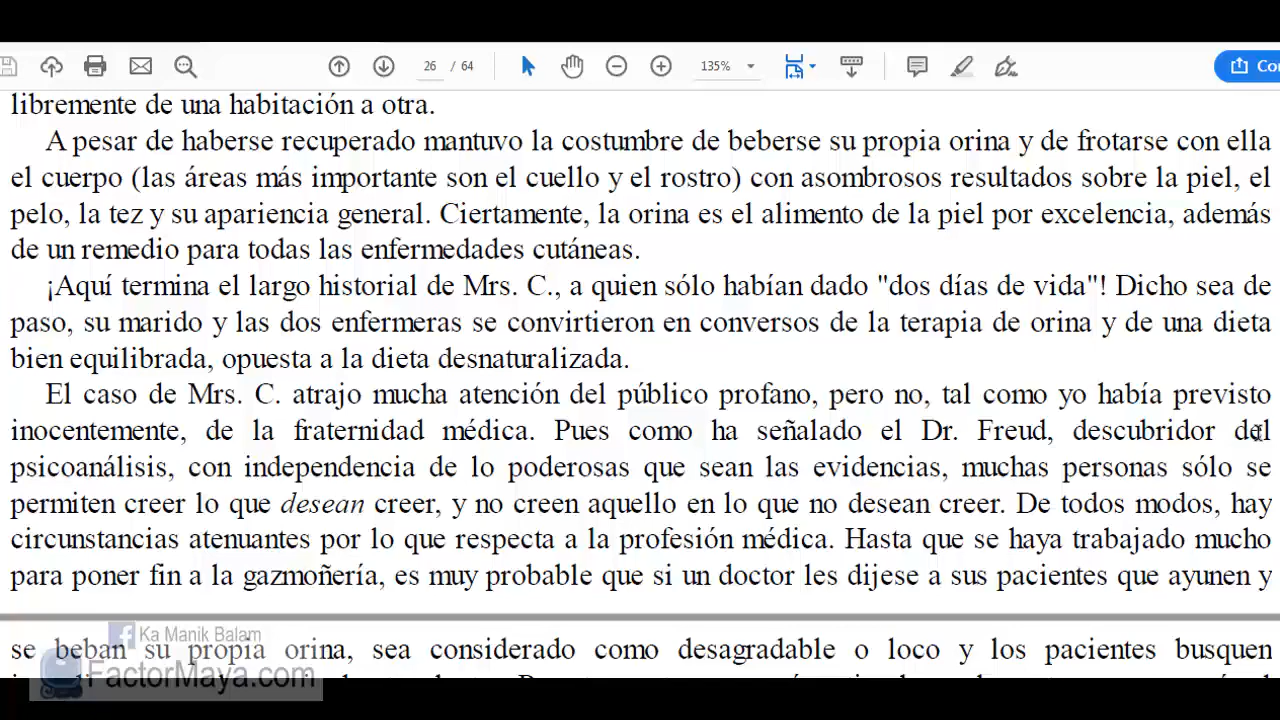 26 / 64
135%
Co
libremente de una habitación a otra.
A pesar de haberse recuperado mantuvo la costumbre de beberse su propia orina y de frotarse con ella
el cuerpo (las áreas más importante son el cuello y el rostro) con asombrosos resultados sobre la piel, el
pelo, la tez y su apariencia general. Ciertamente, la orina es el alimento de la piel por excelencia, además
de un remedio para todas las enfermedades cutáneas.
¡Aquí termina el largo historial de Mrs. C., a quien sólo habían dado "dos días de vida"! Dicho sea de
paso, su marido y las dos enfermeras se convirtieron en conversos de la terapia de orina y de una dieta
bien equilibrada, opuesta a la dieta desnaturalizada.
El caso de Mrs. C. atrajo mucha atención del público profano, pero no, tal como yo había previsto
inocentemente, de la fraternidad médica. Pues como ha señalado el Dr. Freud, descubridor del
psicoanálisis, con independencia de lo poderosas que sean las evidencias, muchas personas sólo se
permiten creer lo que desean creer, y no creen aquello en lo que no desean creer. De todos modos, hay
circunstancias atenuantes por lo que respecta a la profesión médica. Hasta que se haya trabajado mucho
para poner fin a la gazmoñería, es muy probable que si un doctor les dijese a sus pacientes que ayunen y
se beban su propia orina, sea considerado como desagradable o loco y los pacientes busquen
Ka Manik Balam
FactorMaya.com